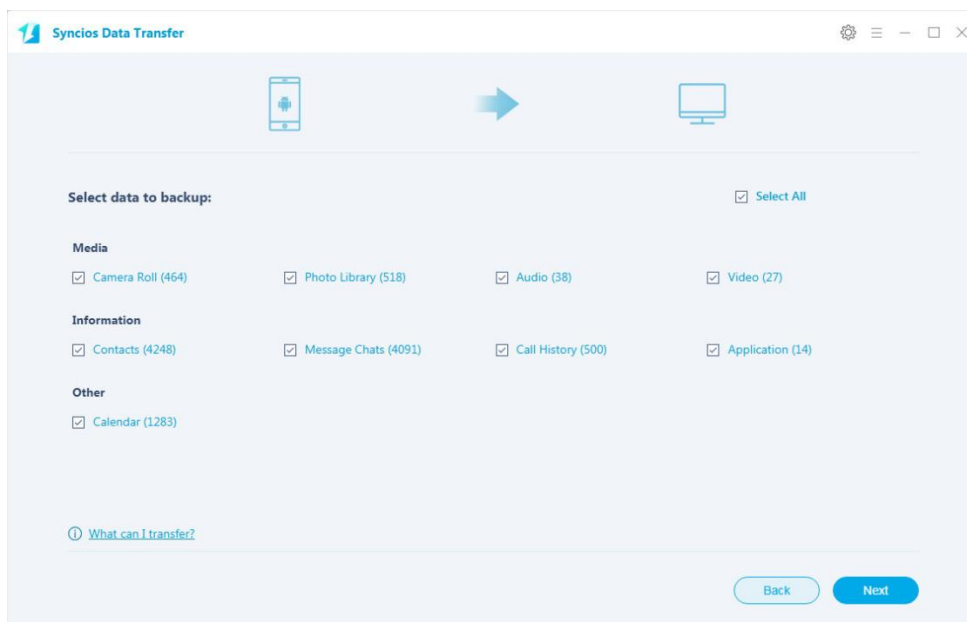 Syncios Data Transfer
Select data to backup:
Select All
Media
Camera Roll (464)
Photo Library (518)
Audio (38)
Video (27)
Information
Contacts (4248)
Message Chats (4091)
Call History (500)
Application (14)
Other
Calendar (1283)
What can I transfer?
Back
Next